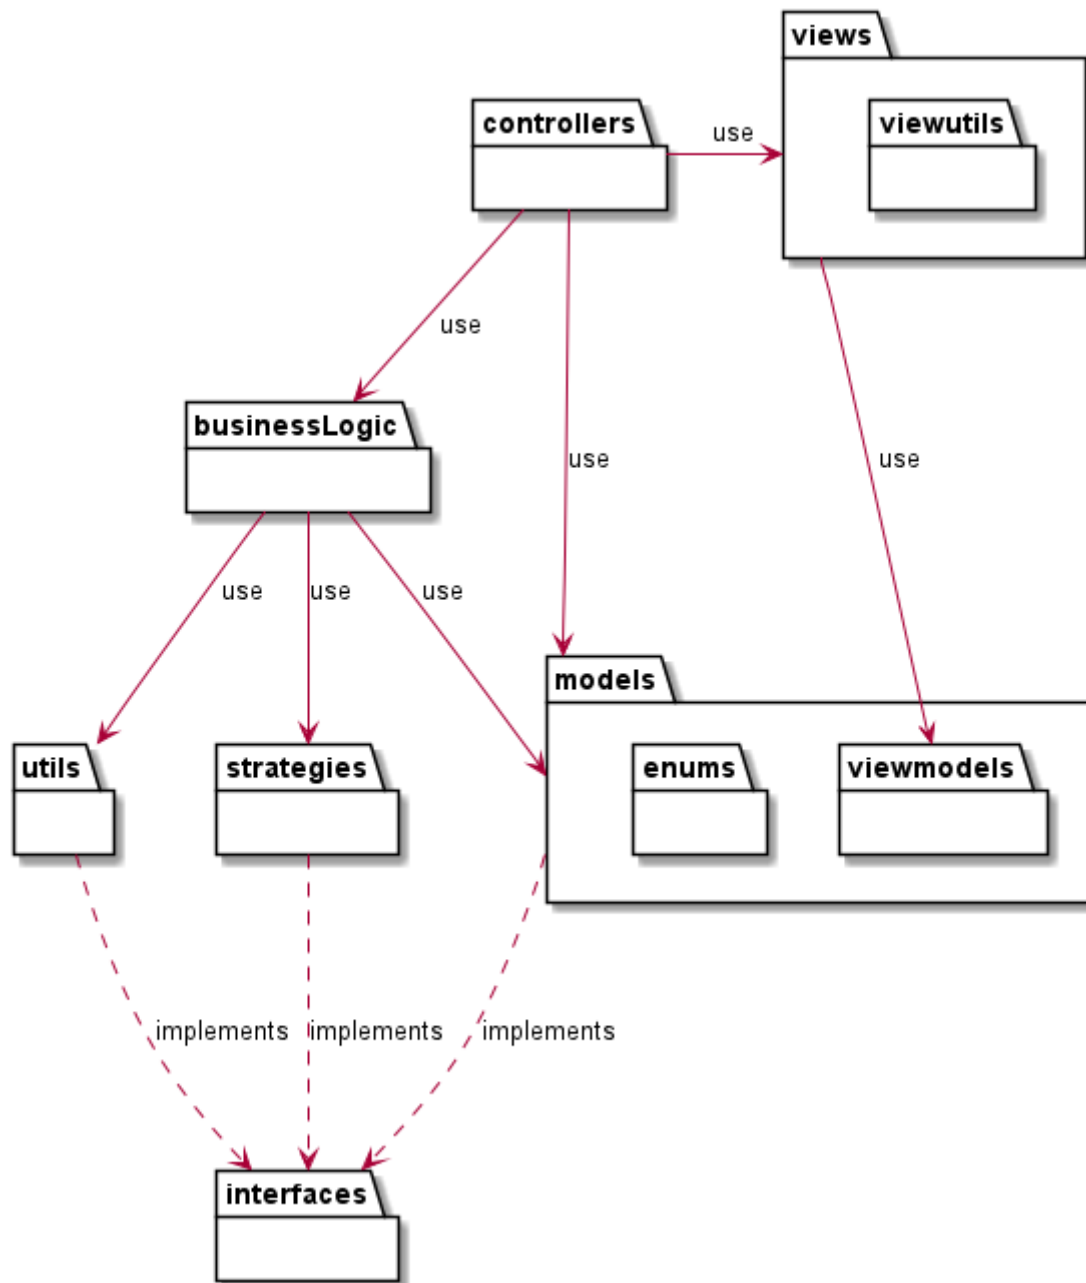 views
controllers
viewutils
use
use
businessLogic
use
use
use
use
use
models
utils
strategies
enums
viewmodels
implements
implements
implements
interfaces